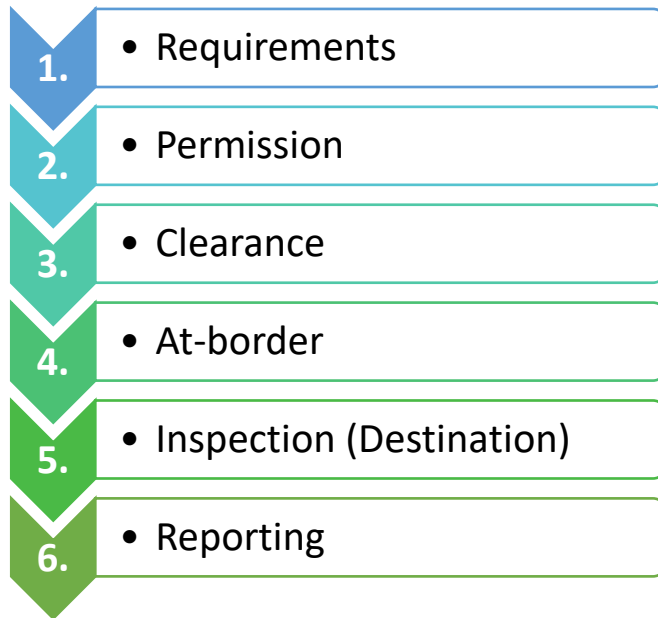 1. • Requirements
2. • Permission
3. • Clearance
4. • At-border
5. • Inspection (Destination)
6. • Reporting